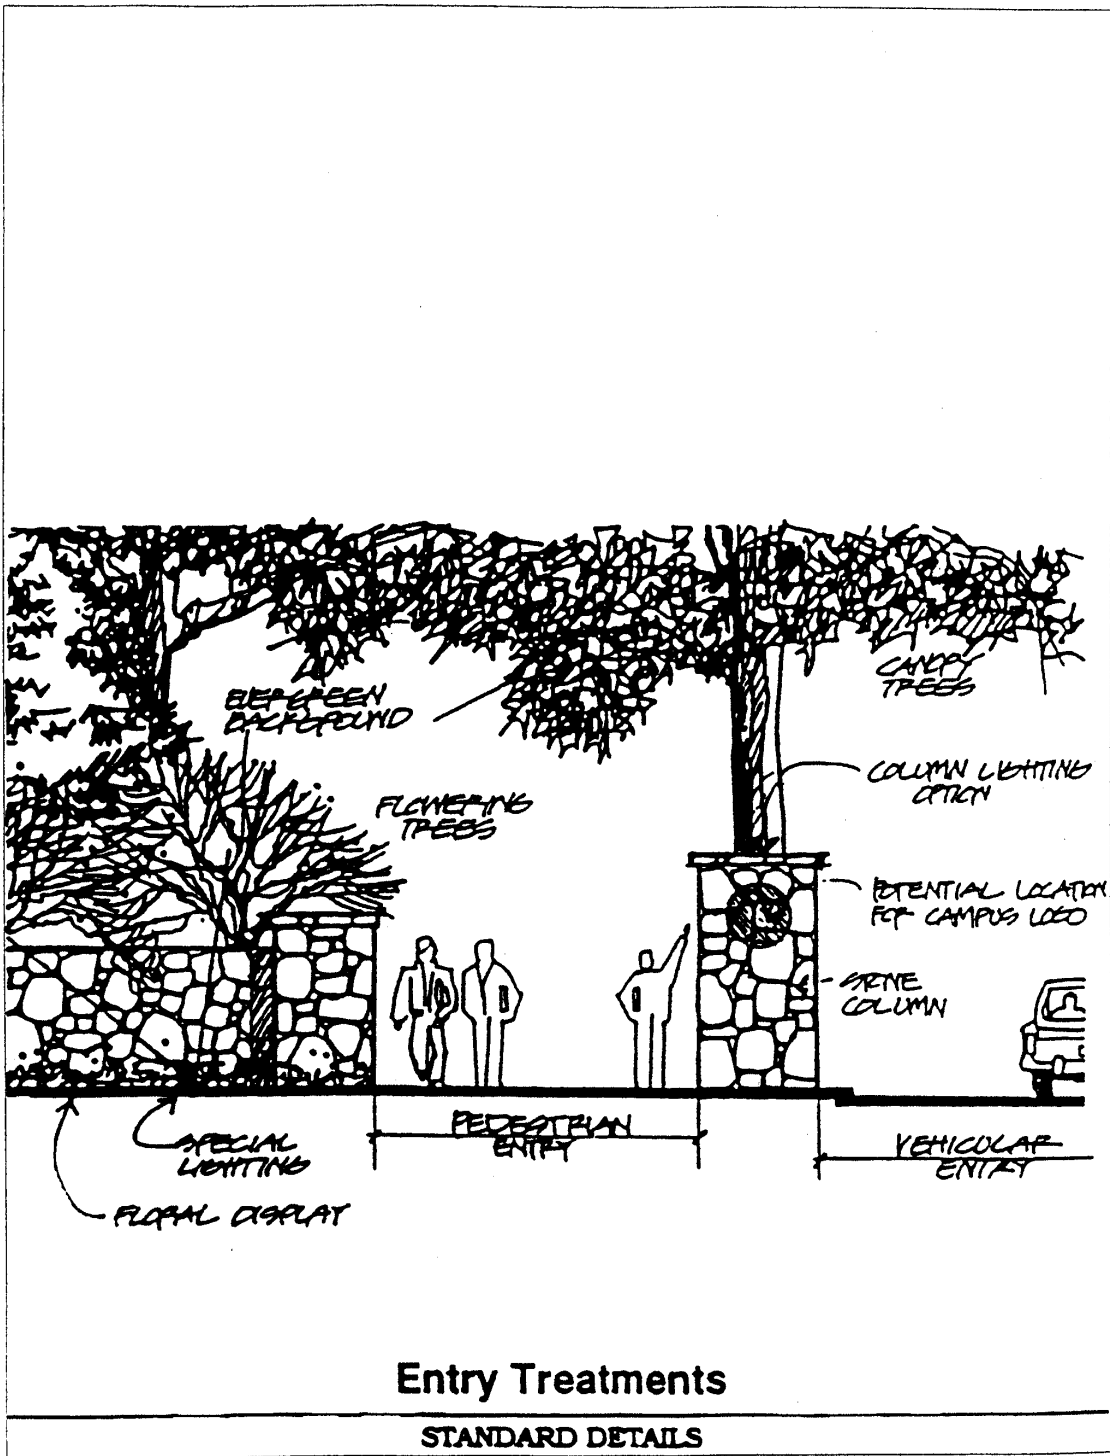 EVERGREEN
BACKGROUND
CANOPY
TREES
FLOWERING
TREES
COLUMN LIGHTING
OPTION
POTENTIAL LOCATION
FOR CAMPUS LOGO
STONE
COLUMN
PEDESTRIAN
ENTRY
VEHICULAR
ENTRY
SPECIAL
LIGHTING
FLORAL DISPLAY
Entry Treatments
STANDARD DETAILS